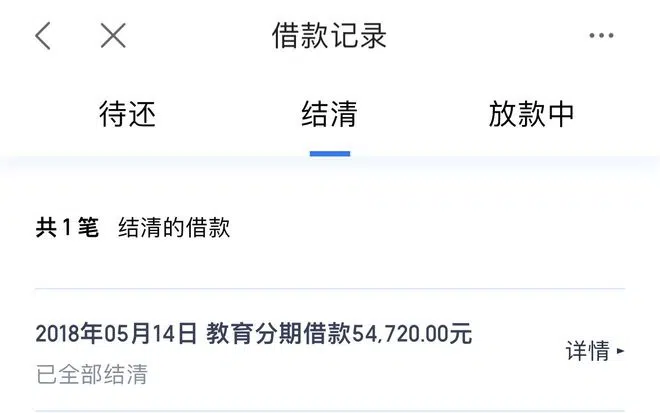 借款记录
待还 结清 放款中
共1笔 结清的借款
2018年05月14日 教育分期借款54,720.00元
详情
已全部结清